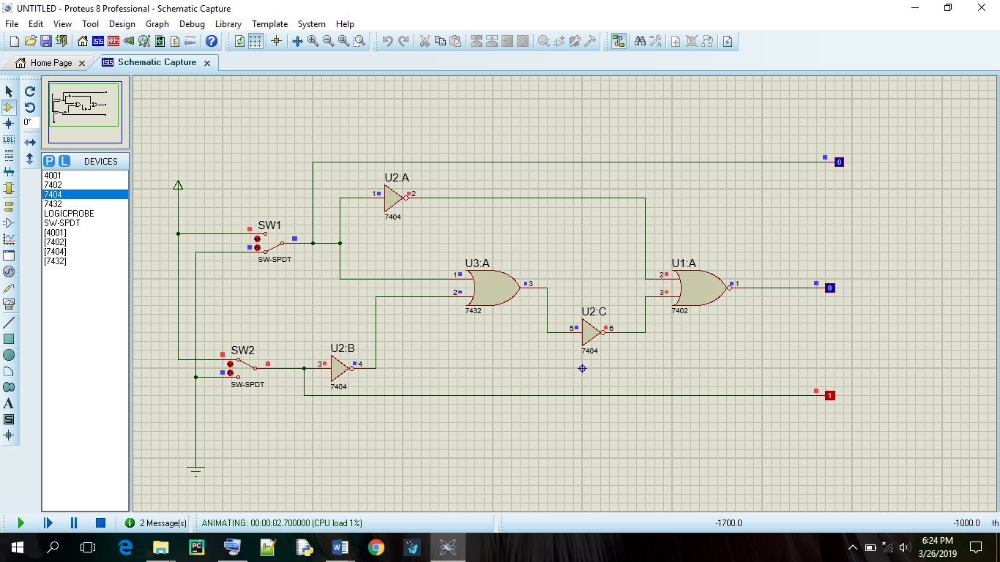 UNTITLED - Proteus 8 Professional - Schematic Capture
File Edit View Tool Design Graph Debug Library Template System Help
Home Page
Schematic Capture
0°
LBL
P L DEVICES
4001
7402
7404
7432
LOGICPROBE
SW-SPDT
[4001]
[7402]
[7404]
[7432]
A
S
0
U2:A
1 2
7404
SW1
SW-SPDT
U3:A
1
2
3
7432
U1:A
2
3
1
7402
0
U2:C
5 6
7404
SW2
SW-SPDT
U2:B
3 4
7404
1
2 Message(s)
ANIMATING: 00:00:02.700000 (CPU load 1%)
-1700.0
-1000.0
th
6:24 PM
3/26/2019